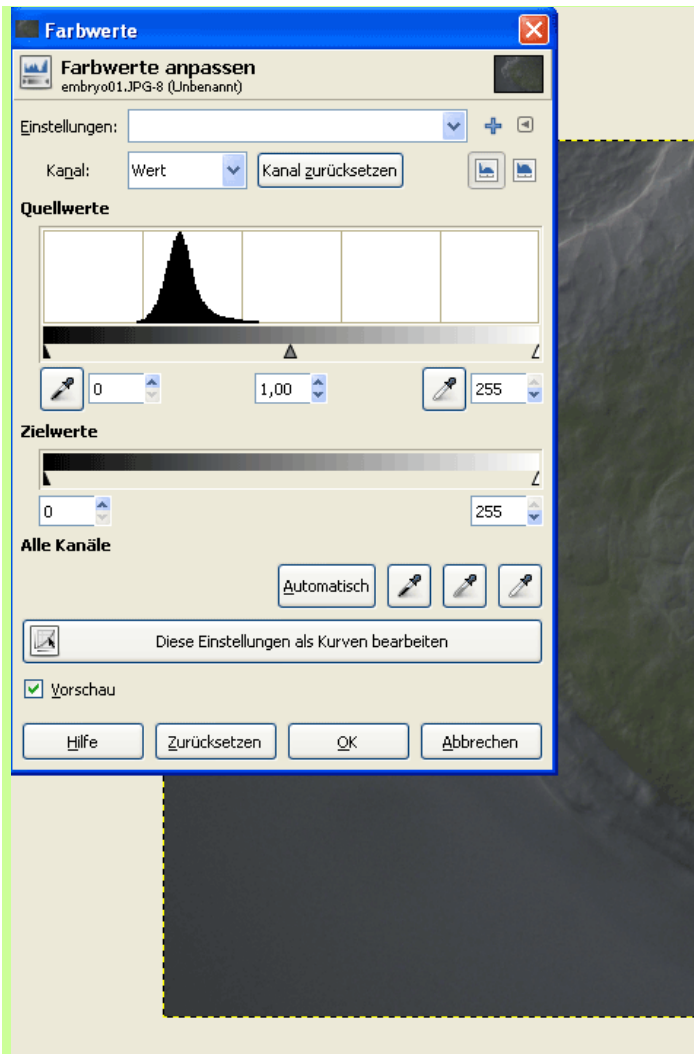 Farbwerte
Farbwerte anpassen
embryo01.JPG-8 (Unbenannt)
Einstellungen:
Kanal: Wert Kanal zurücksetzen
Quellwerte
0 1,00 255
Zielwerte
0 255
Alle Kanäle
Automatisch
Diese Einstellungen als Kurven bearbeiten
Vorschau
Hilfe Zurücksetzen OK Abbrechen